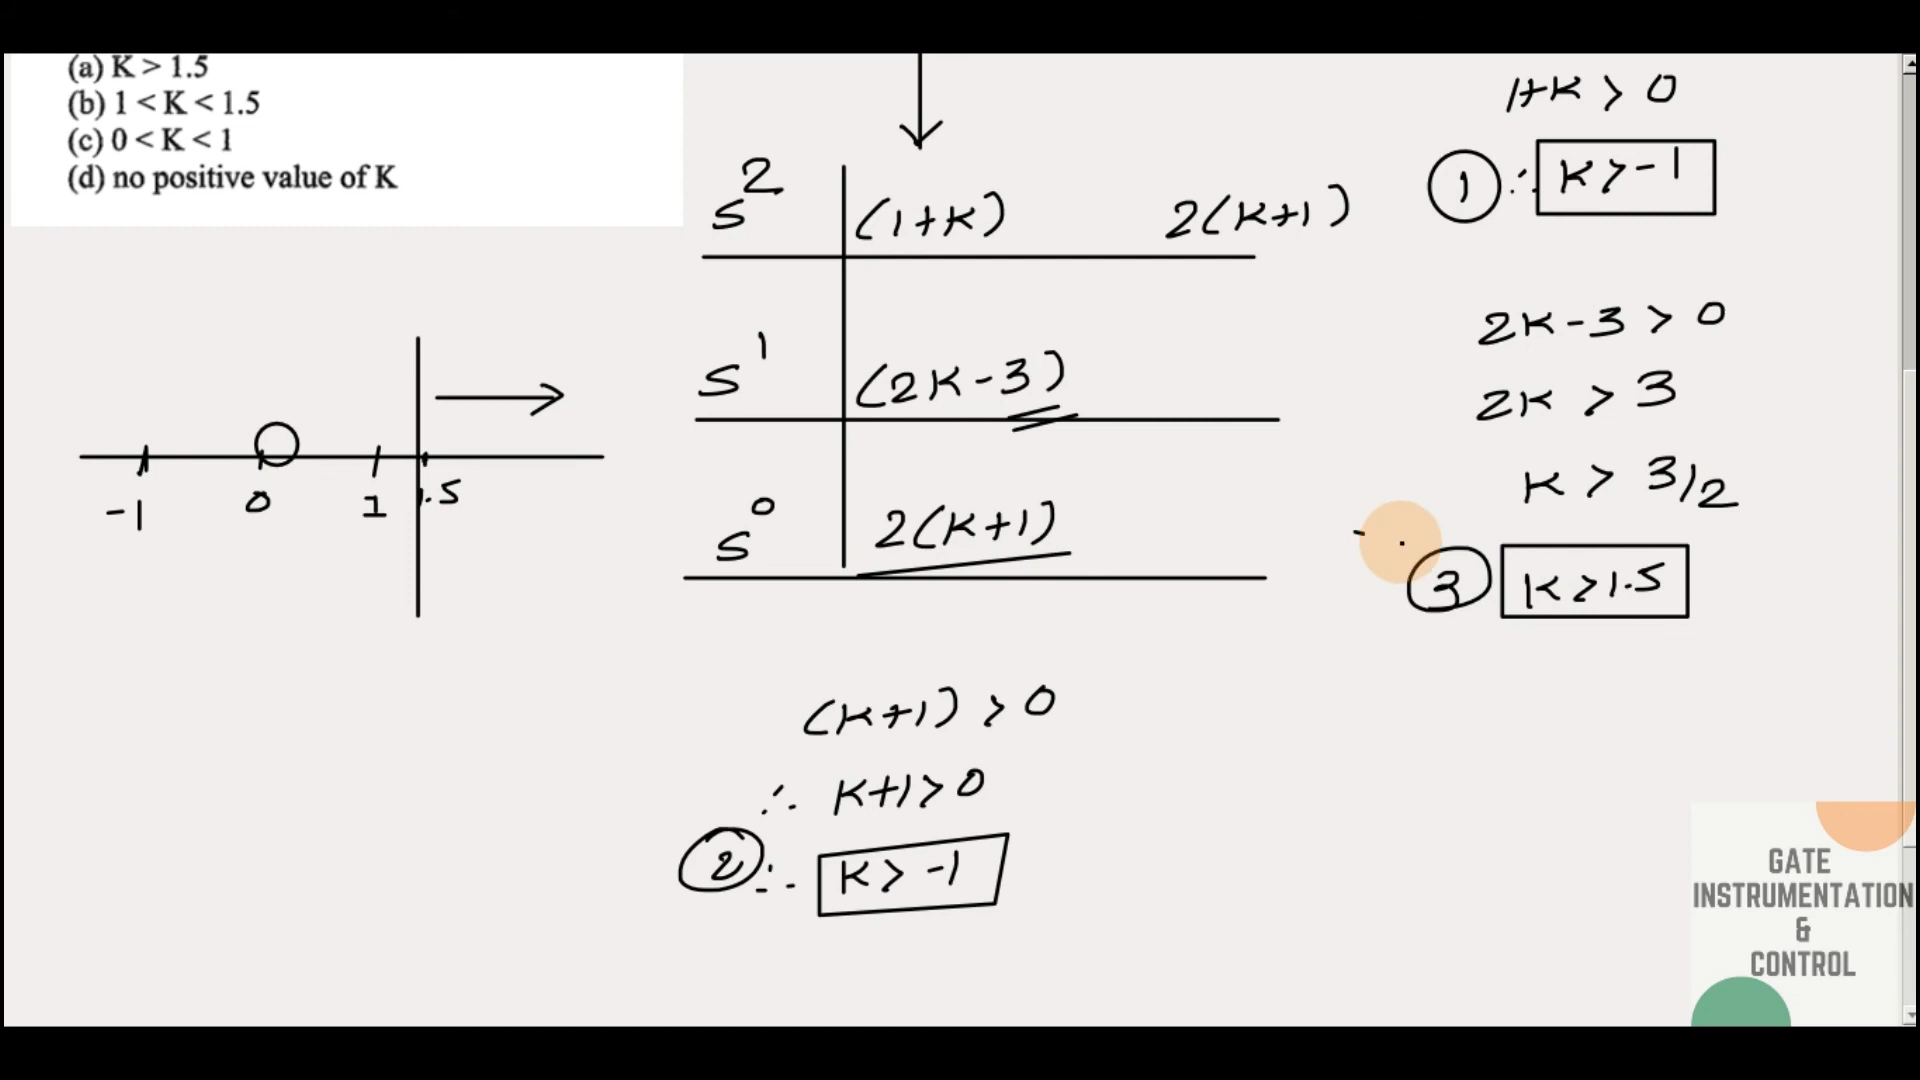 (a) K > 1.5
(b) 1 < K < 1.5
(c) 0 < K < 1
(d) no positive value of K
-1 0 1 1.5
s² (1+K) 2(K+1)
s¹ (2K-3)
s⁰ 2(K+1)
(K+1) > 0
∴ K+1 > 0
② ∴ K > -1
1+K > 0
① ∴ K > -1
2K-3 > 0
2K > 3
K > 3/2
③ K > 1.5
GATE
INSTRUMENTATION
&
CONTROL